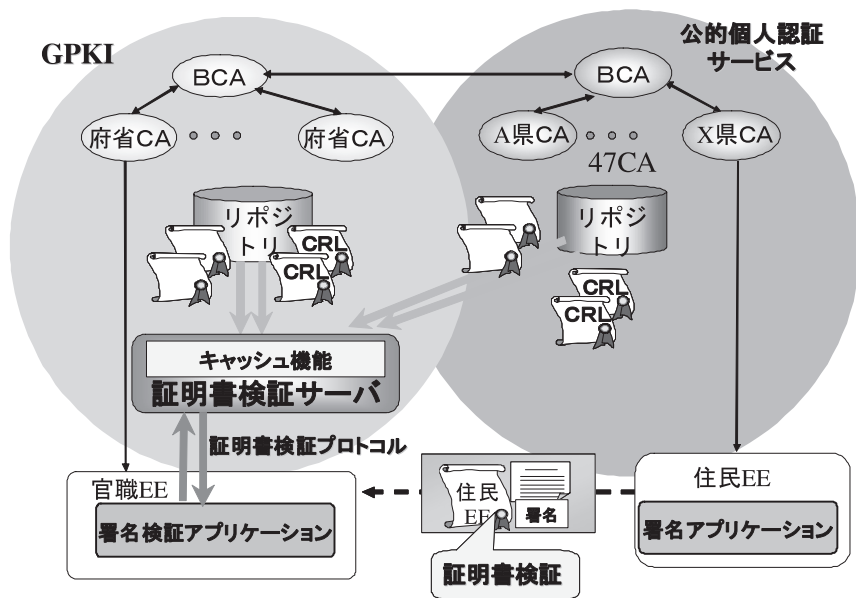 GPKI
公的個人認証
サービス
BCA
BCA
府省CA
府省CA
A県CA
X県CA
47CA
リポジ
トリ
CRL
CRL
リポジ
トリ
CRL
CRL
キャッシュ機能
証明書検証サーバ
証明書検証プロトコル
官職EE
署名検証アプリケーション
住民
EE
署名
証明書検証
住民EE
署名アプリケーション